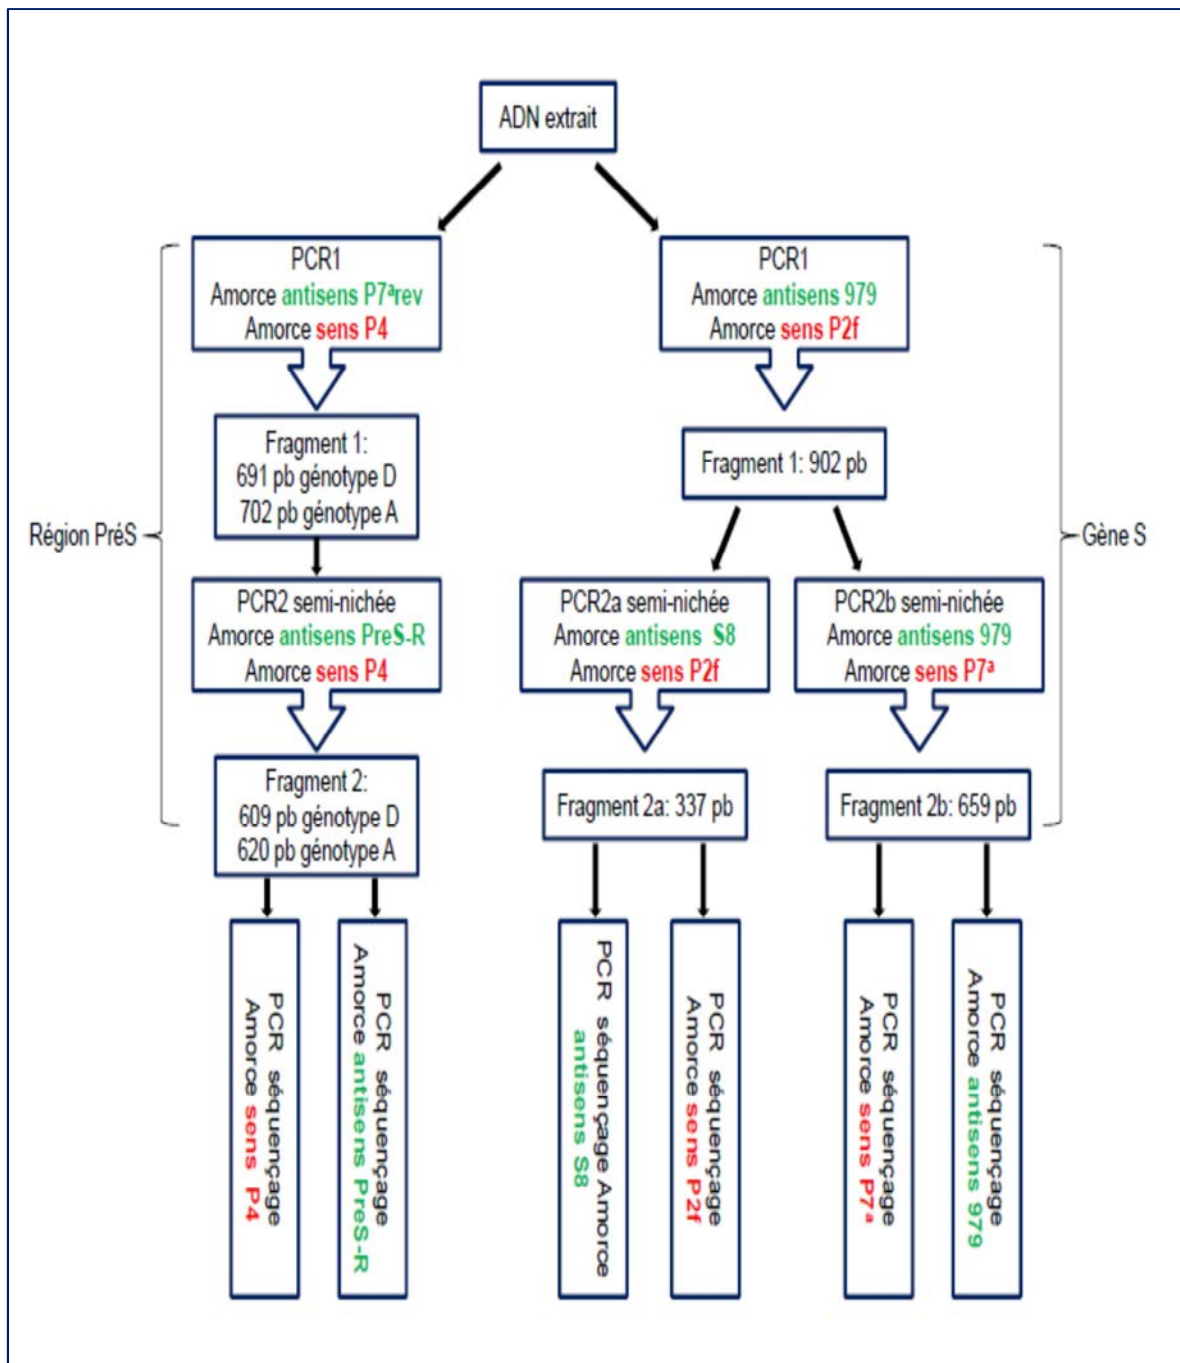 ADN extrait
PCR1
Amorce antisens P7ªrev
Amorce sens P4
PCR1
Amorce antisens 979
Amorce sens P2f
Fragment 1:
691 pb génotype D
702 pb génotype A
Fragment 1: 902 pb
Région PréS
Gène S
PCR2 semi-nichée
Amorce antisens PreS-R
Amorce sens P4
PCR2a semi-nichée
Amorce antisens S8
Amorce sens P2f
PCR2b semi-nichée
Amorce antisens 979
Amorce sens P7ª
Fragment 2:
609 pb génotype D
620 pb génotype A
Fragment 2a: 337 pb
Fragment 2b: 659 pb
PCR séquençage
Amorce sens P4
PCR séquençage
Amorce antisens PreS-R
PCR séquençage Amorce
antisens S8
PCR séquençage
Amorce sens P2f
PCR séquençage
Amorce sens P7ª
PCR séquençage
Amorce antisens 979